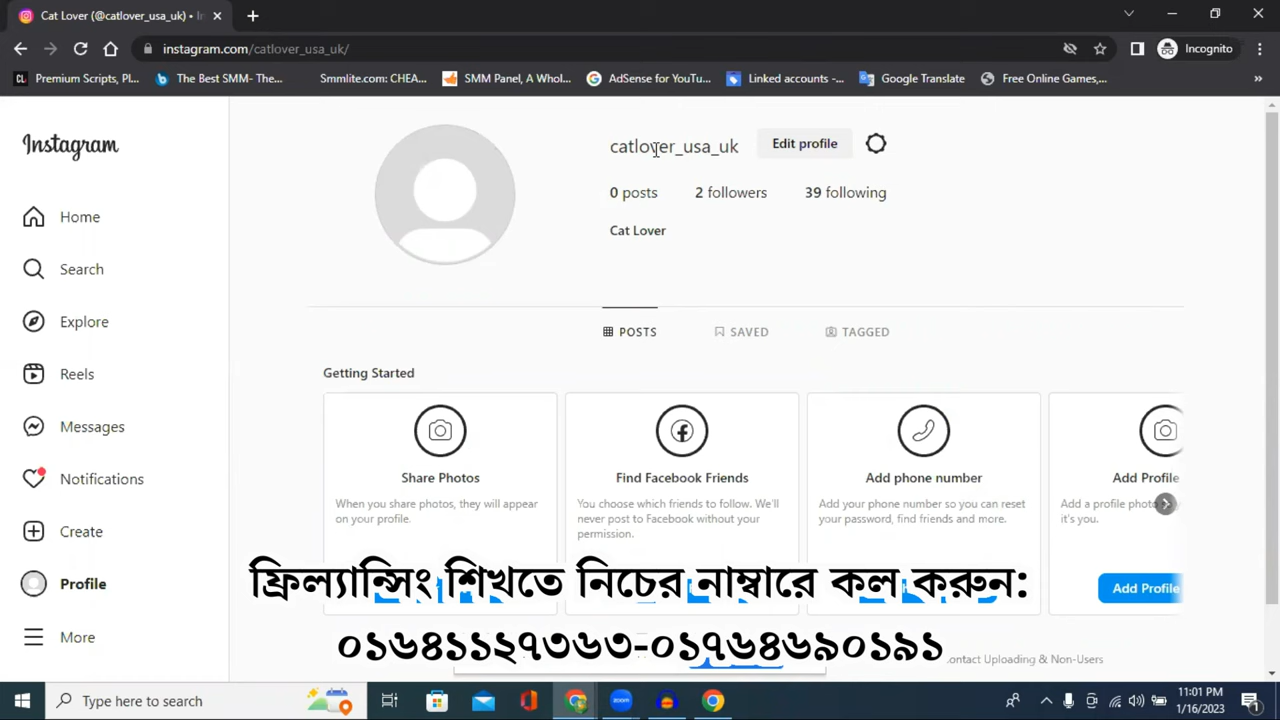 Cat Lover (@catlover_usa_uk) • In
instagram.com/catlover_usa_uk/
Incognito
Premium Scripts, Pl...
The Best SMM- The...
Smmlite.com: CHEA...
SMM Panel, A Whol...
AdSense for YouTu...
Linked accounts -...
Google Translate
Free Online Games,...
Instagram
catlover_usa_uk
Edit profile
0 posts
2 followers
39 following
Cat Lover
Home
Search
Explore
Reels
Messages
Notifications
Create
Profile
More
POSTS
SAVED
TAGGED
Getting Started
Share Photos
When you share photos, they will appear
on your profile.
Find Facebook Friends
You choose which friends to follow. We'll
never post to Facebook without your
permission.
Add phone number
Add your phone number so you can reset
your password, find friends and more.
Add Profile
Add a profile photo
it's you.
Add Profile
ফ্রিল্যান্সিং শিখতে নিচের নাম্বারে কল করুন:
০১৬৪১১২৭৩৬৩-০১৭৬৪৬৯০১৯১
ontact Uploading & Non-Users
Type here to search
11:01 PM
1/16/2023